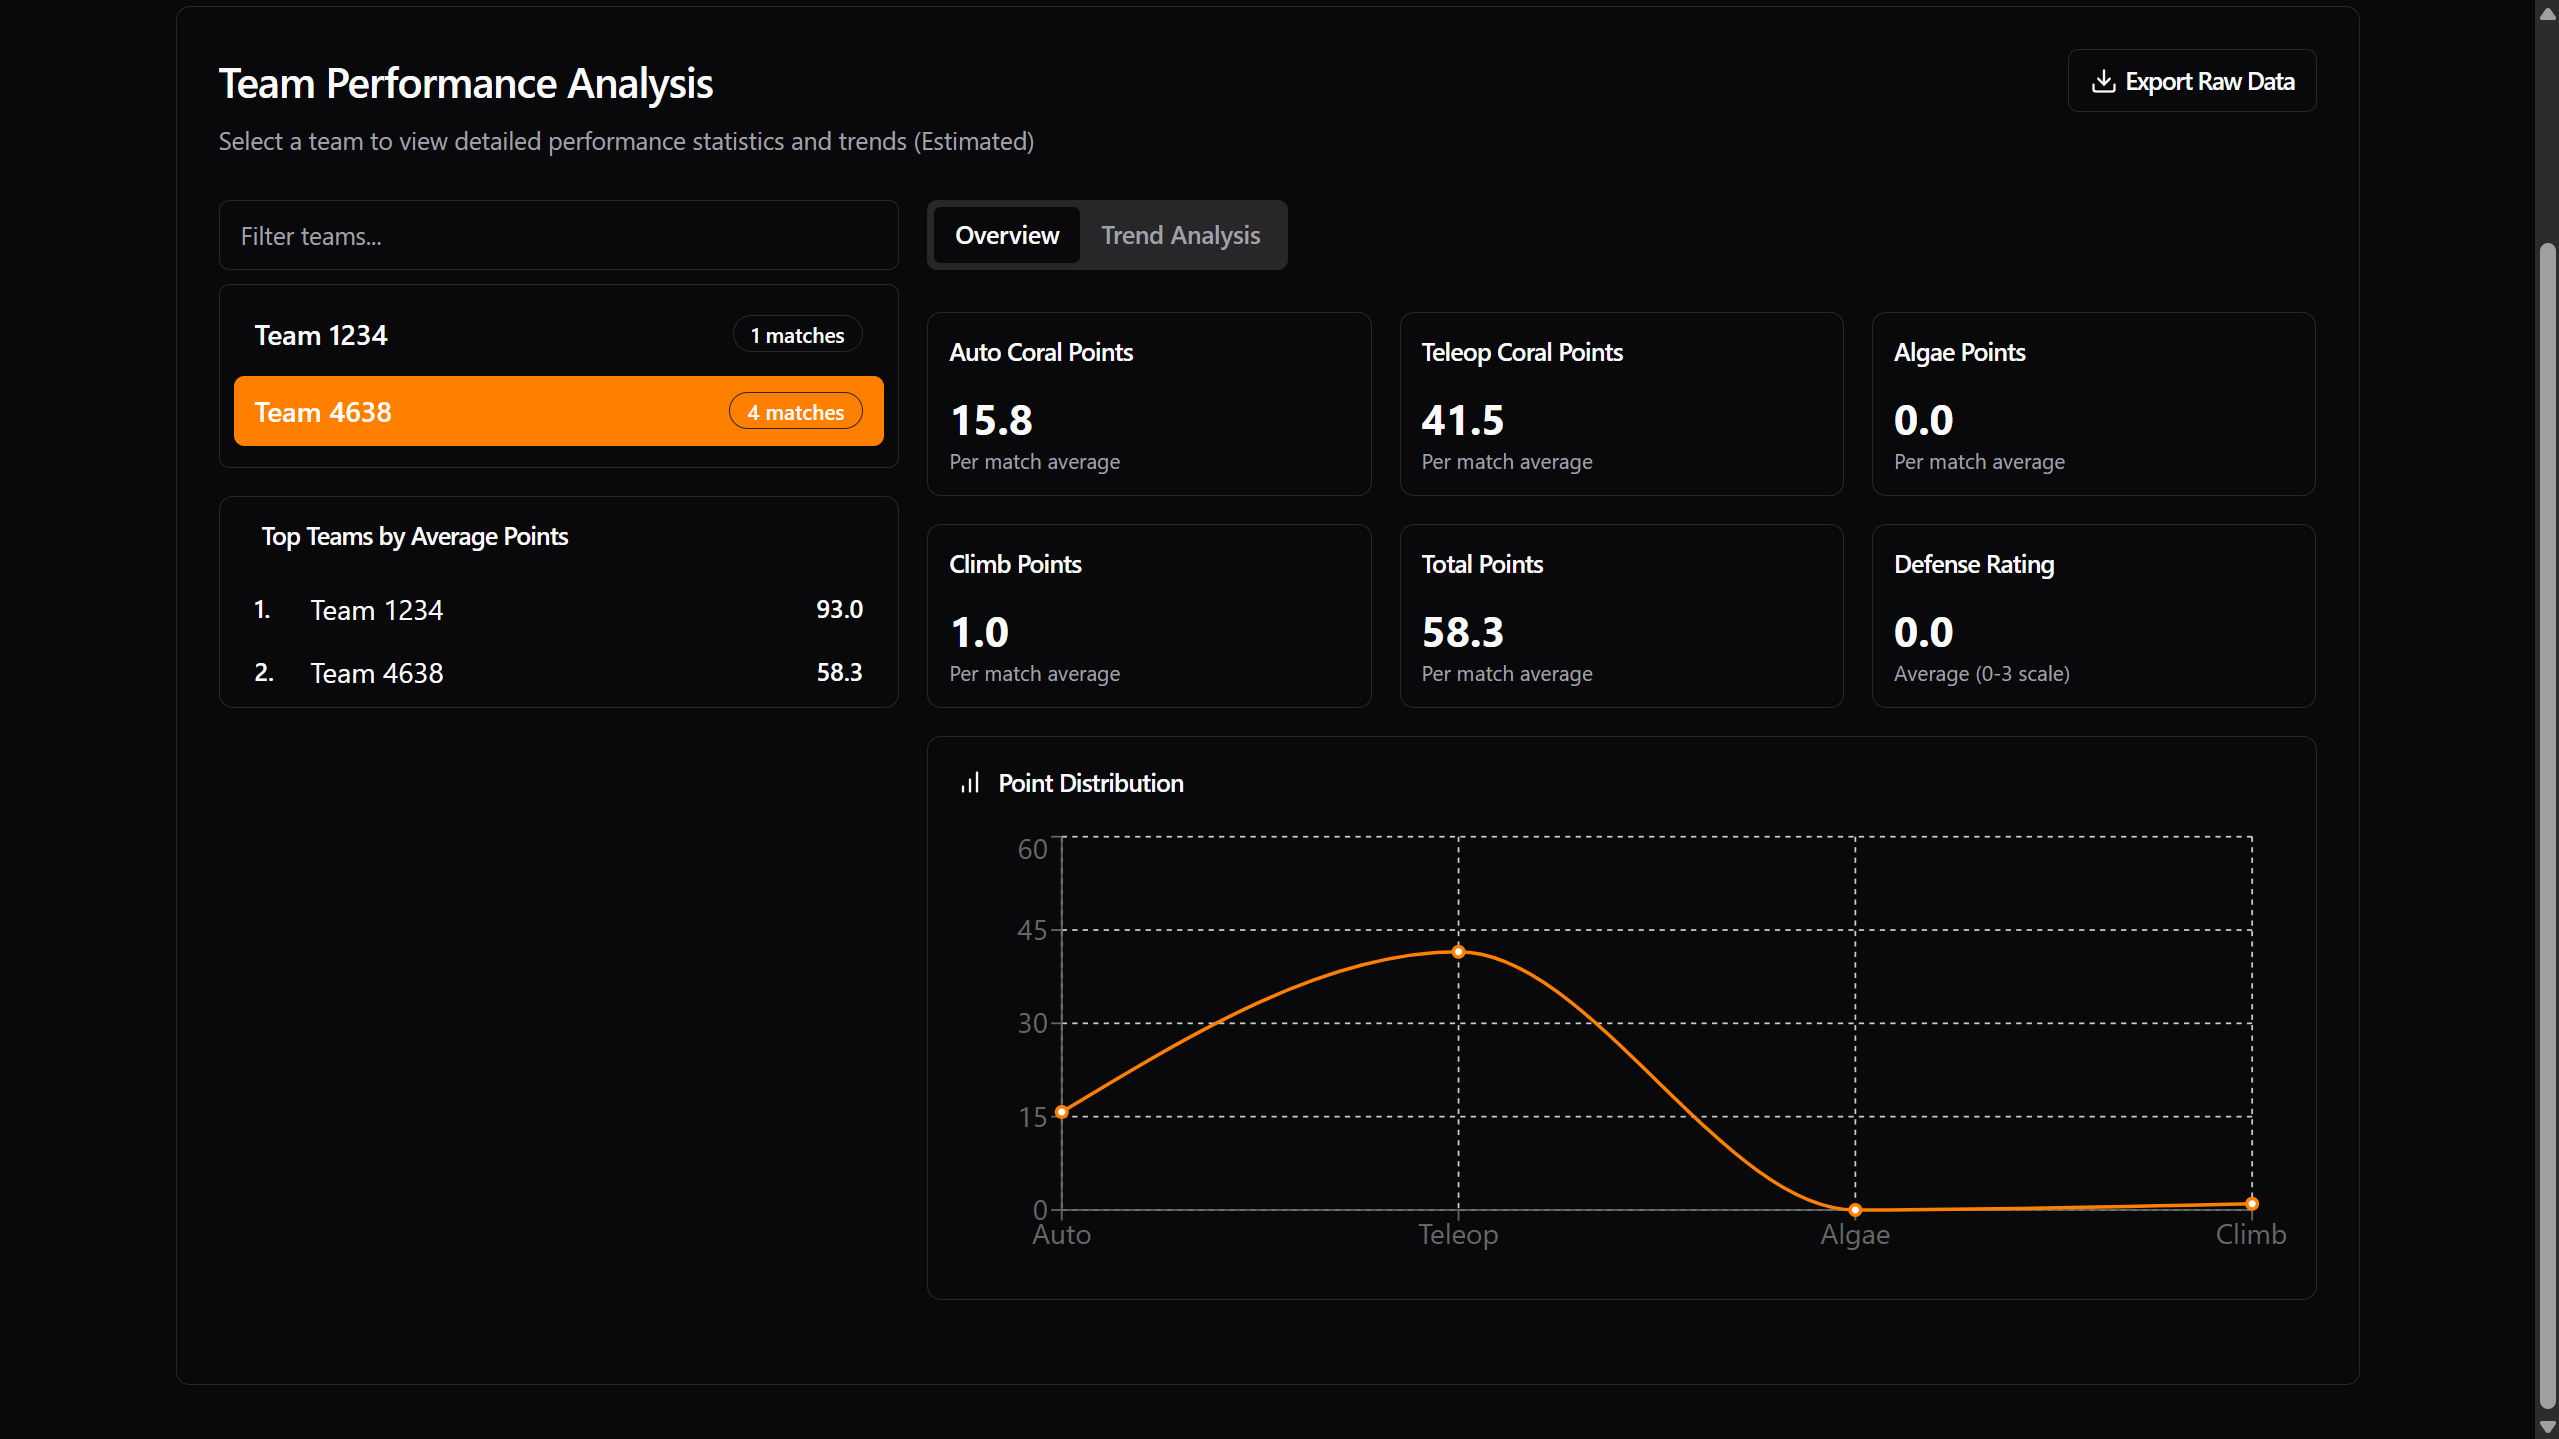 Team Performance Analysis
Select a team to view detailed performance statistics and trends (Estimated)
Export Raw Data
Filter teams...
Team 1234
1 matches
Team 4638
4 matches
Top Teams by Average Points
1. Team 1234 93.0
2. Team 4638 58.3
Overview
Trend Analysis
Auto Coral Points
15.8
Per match average
Teleop Coral Points
41.5
Per match average
Algae Points
0.0
Per match average
Climb Points
1.0
Per match average
Total Points
58.3
Per match average
Defense Rating
0.0
Average (0-3 scale)
Point Distribution
60
45
30
15
0
Auto
Teleop
Algae
Climb